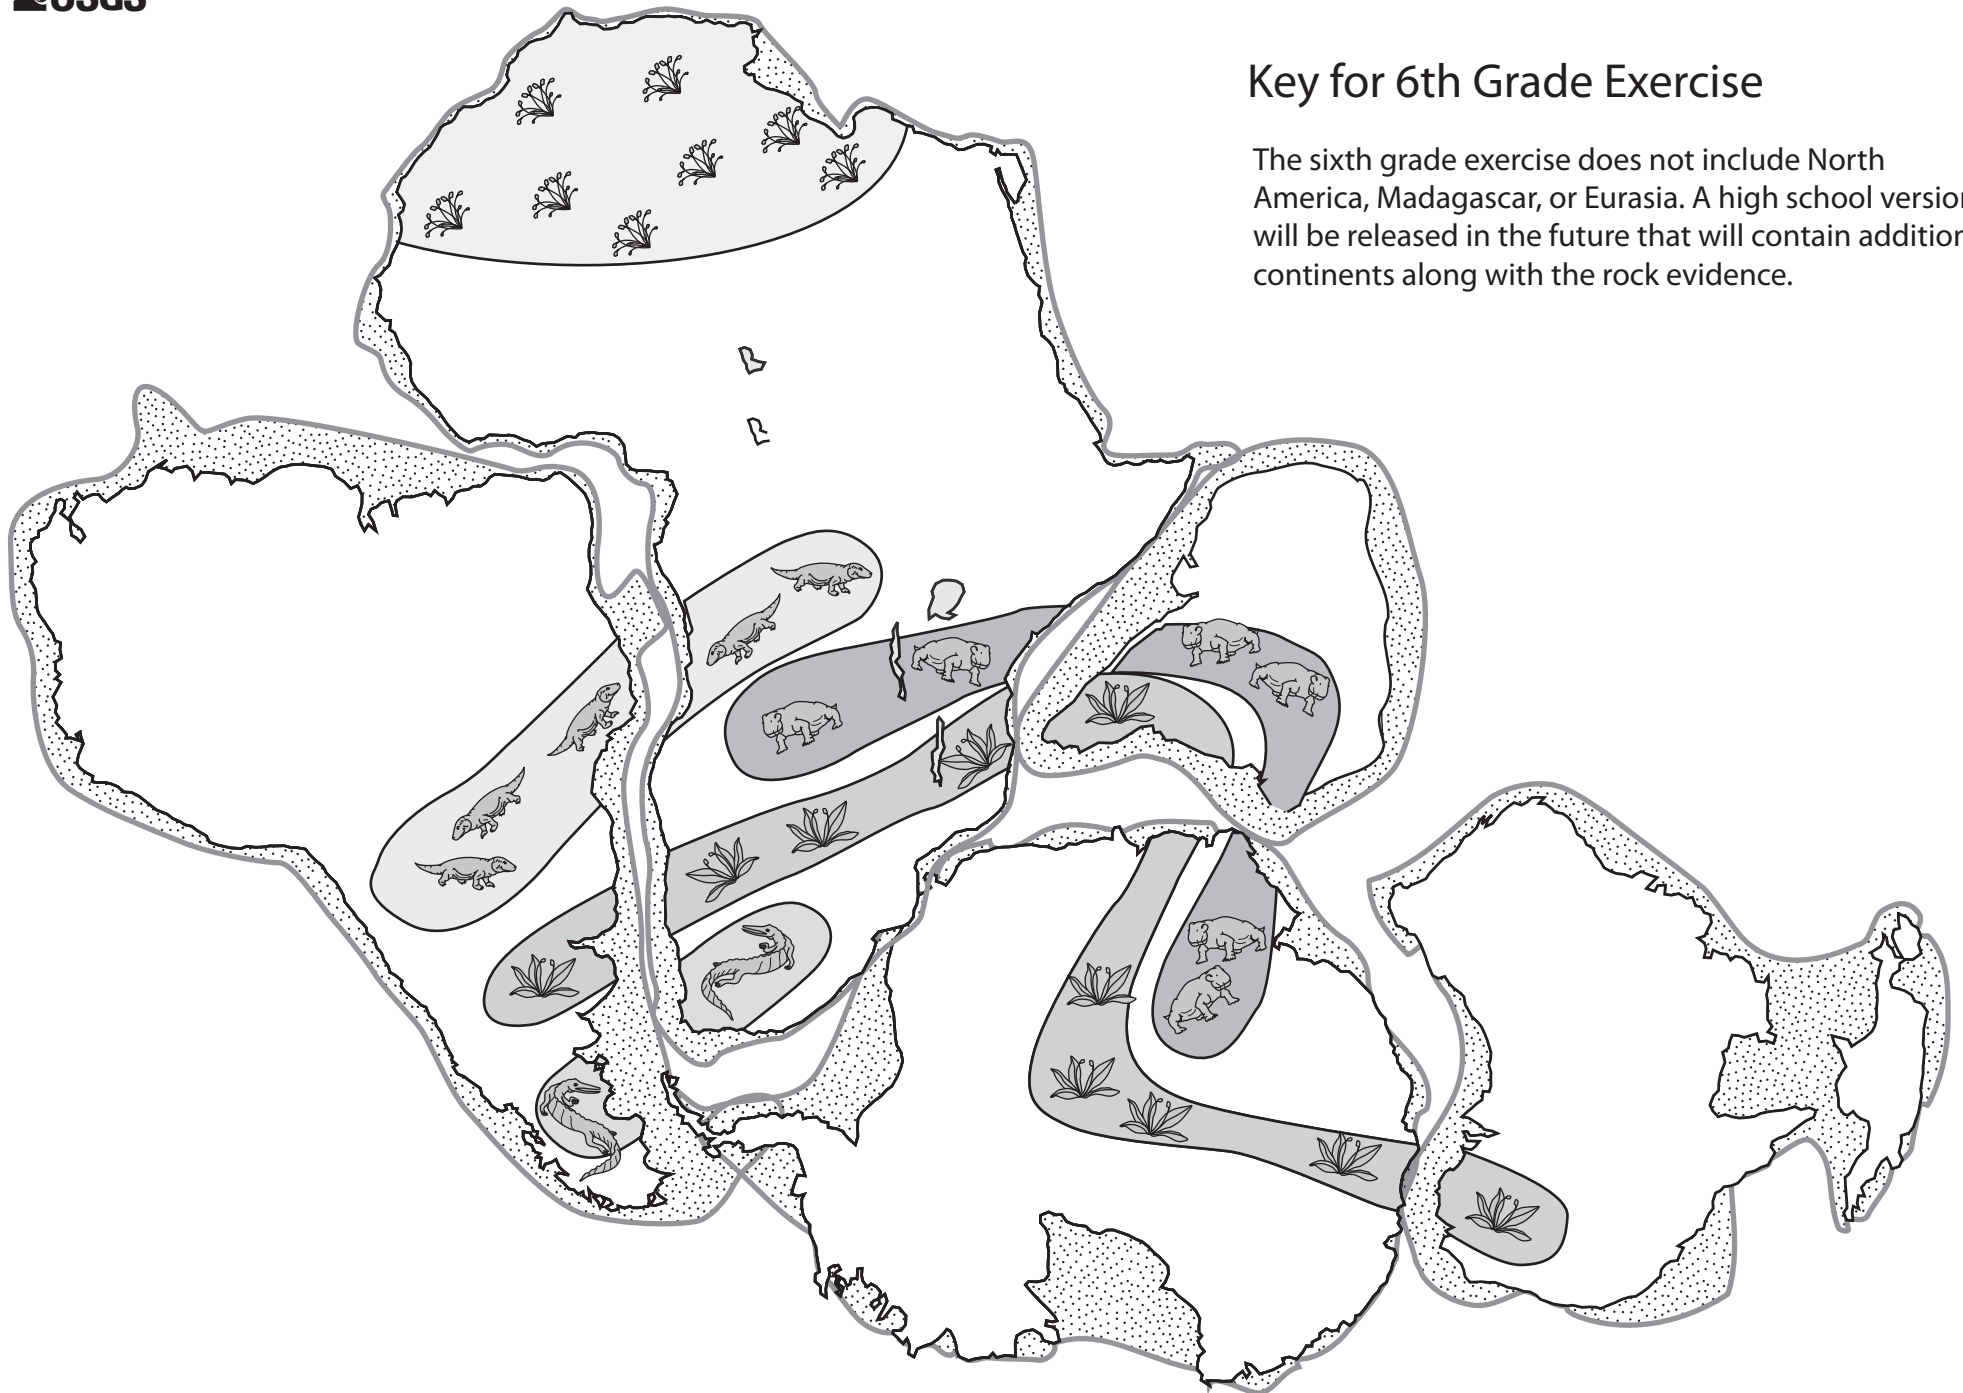 USGS
Key for 6th Grade Exercise
The sixth grade exercise does not include North
America, Madagascar, or Eurasia. A high school version
will be released in the future that will contain addition
continents along with the rock evidence.